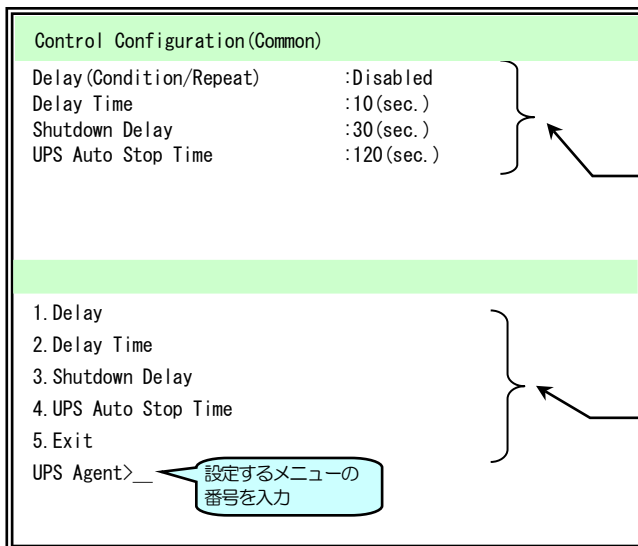 Control Configuration(Common)
Delay(Condition/Repeat) :Disabled
Delay Time :10(sec.)
Shutdown Delay :30(sec.)
UPS Auto Stop Time :120(sec.)
1.Delay
2.Delay Time
3.Shutdown Delay
4.UPS Auto Stop Time
5.Exit
UPS Agent>__
設定するメニューの
番号を入力